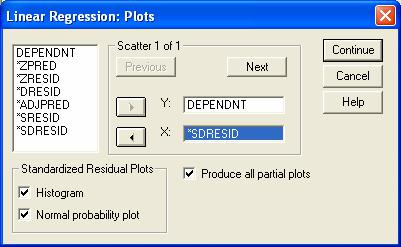 Linear Regression: Plots
DEPENDNT
*ZPRED
*ZRESID
*DRESID
*ADJPRED
*SRESID
*SDRESID
Scatter 1 of 1
Previous
Next
Y: DEPENDNT
X: *SDRESID
Continue
Cancel
Help
Standardized Residual Plots
Histogram
Normal probability plot
Produce all partial plots